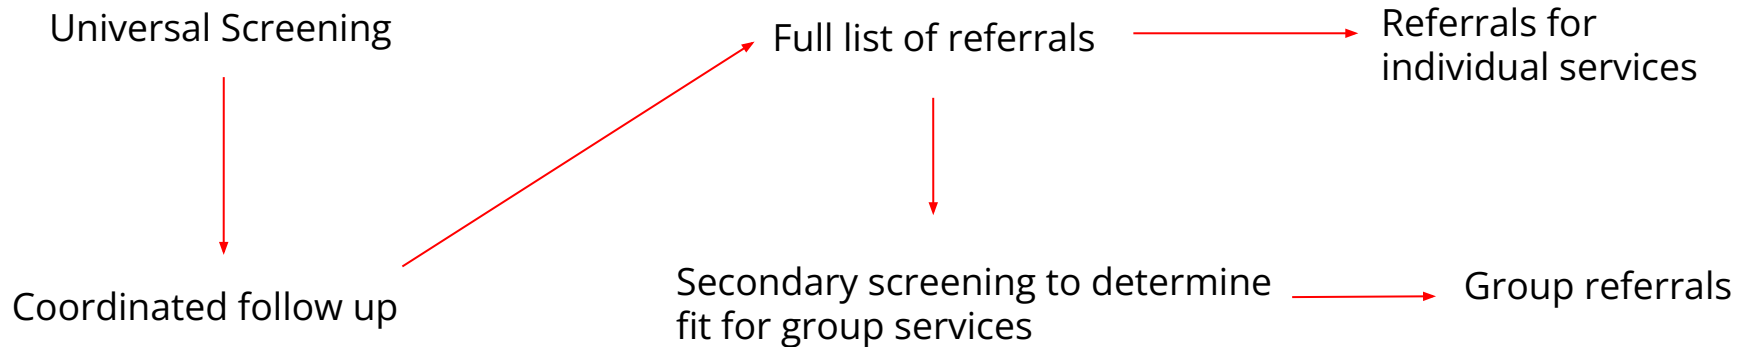 Universal Screening
Full list of referrals
Referrals for
individual services
Coordinated follow up
Secondary screening to determine
fit for group services
Group referrals